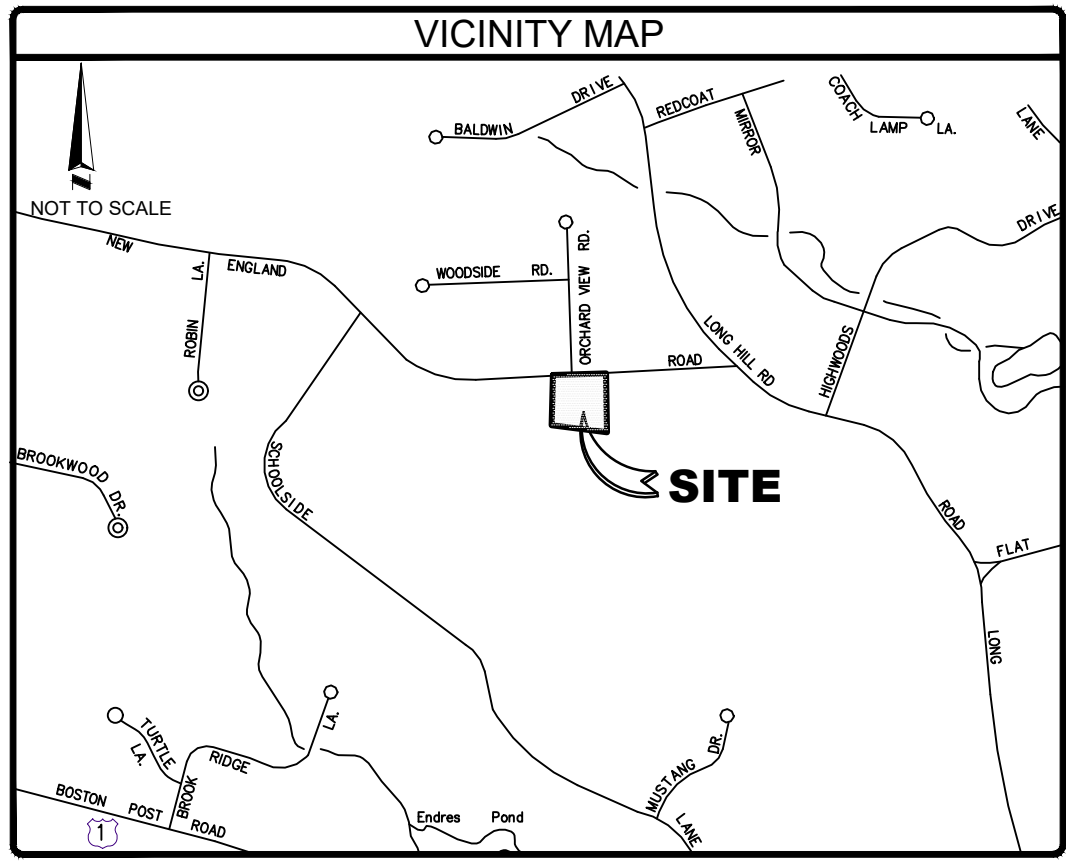 VICINITY MAP
NOT TO SCALE
N
BALDWIN DRIVE
REDCOAT
MIRROR
COACH LAMP LA.
LANE
DRIVE
NEW ENGLAND ROAD
ROBIN LA.
WOODSIDE RD.
ORCHARD VIEW RD.
LONG HILL RD
HIGHWOODS
SITE
BROOKWOOD DR.
SCHOOLSIDE
ROAD
FLAT
LONG
TURTLE LA.
RIDGE
LA.
BROOK
BOSTON POST ROAD
1
MUSTANG DR.
LANE
Endres Pond